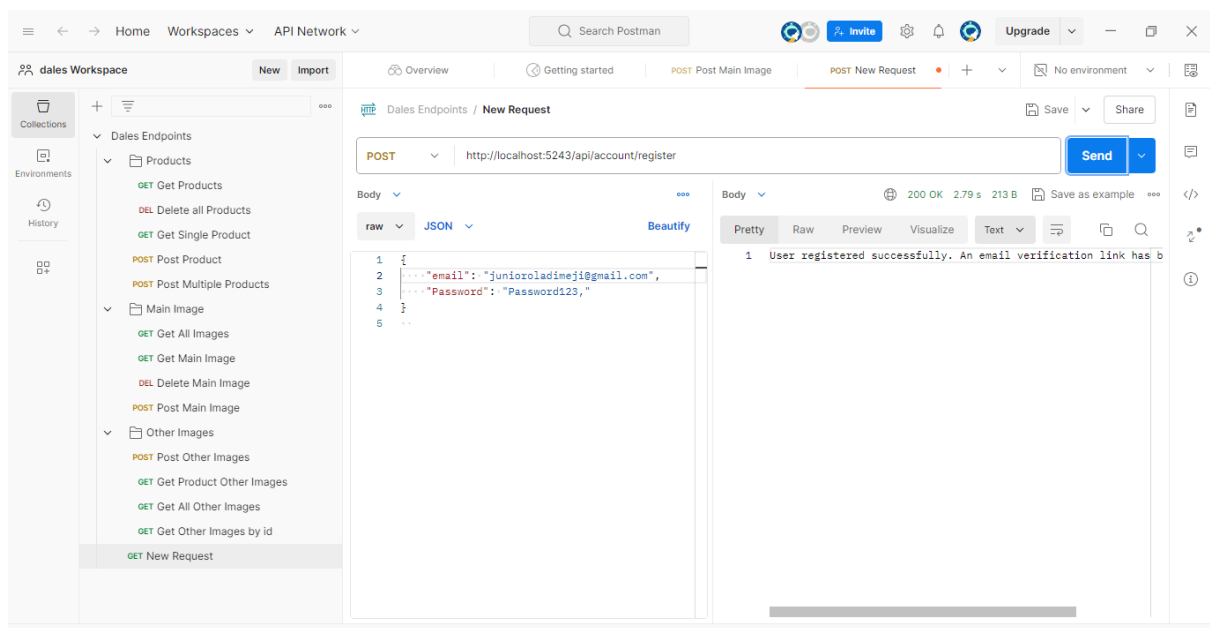 Home Workspaces API Network Search Postman Invite Upgrade
dales Workspace New Import Overview Getting started POST Post Main Image POST New Request No environment
Collections
Environments
History
Dales Endpoints
Products
GET Get Products
DEL Delete all Products
GET Get Single Product
POST Post Product
POST Post Multiple Products
Main Image
GET Get All Images
GET Get Main Image
DEL Delete Main Image
POST Post Main Image
Other Images
POST Post Other Images
GET Get Product Other Images
GET Get All Other Images
GET Get Other Images by id
GET New Request
HTTP Dales Endpoints / New Request Save Share
POST http://localhost:5243/api/account/register Send
Body
raw JSON Beautify
1 {
2 "email": "junioroladimeji@gmail.com",
3 "Password": "Password123,"
4 }
5
Body 200 OK 2.79 s 213 B Save as example
Pretty Raw Preview Visualize Text
1 User registered successfully. An email verification link has b